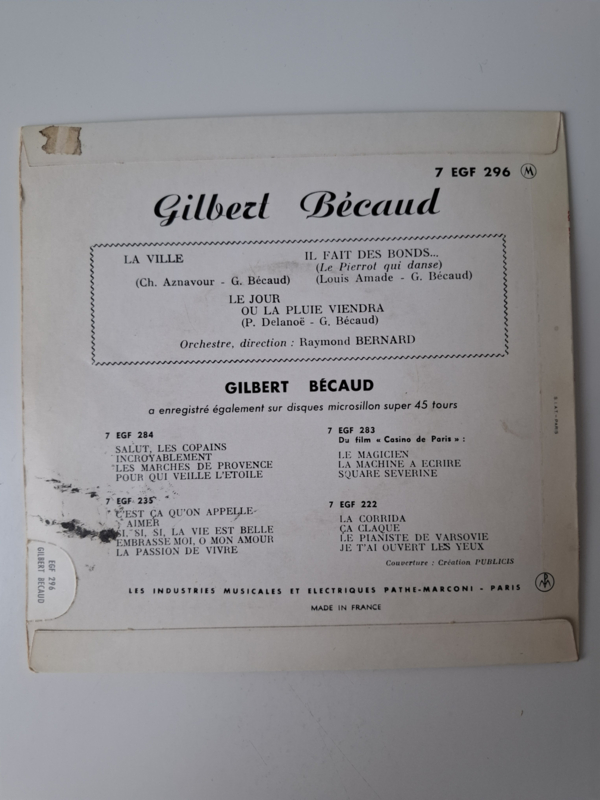 7 EGF 296 M
Gilbert Bécaud
LA VILLE
(Ch. Aznavour - G. Bécaud)
IL FAIT DES BONDS...
(Le Pierrot qui danse)
(Louis Amade - G. Bécaud)
LE JOUR
OU LA PLUIE VIENDRA
(P. Delanoë - G. Bécaud)
Orchestre, direction : Raymond BERNARD
GILBERT BÉCAUD
a enregistré également sur disques microsillon super 45 tours
7 EGF 284
SALUT, LES COPAINS
INCROYABLEMENT
LES MARCHES DE PROVENCE
POUR QUI VEILLE L'ETOILE
7 EGF 283
Du film « Casino de Paris » :
LE MAGICIEN
LA MACHINE A ECRIRE
SQUARE SEVERINE
7 EGF 235
C'EST ÇA QU'ON APPELLE
AIMER
SI, SI, SI, LA VIE EST BELLE
EMBRASSE MOI, O MON AMOUR
LA PASSION DE VIVRE
7 EGF 222
LA CORRIDA
ÇA CLAQUE
LE PIANISTE DE VARSOVIE
JE T'AI OUVERT LES YEUX
Couverture : Création PUBLICIS
EGF 296
GILBERT BÉCAUD
LES INDUSTRIES MUSICALES ET ELECTRIQUES PATHE-MARCONI - PARIS
MADE IN FRANCE